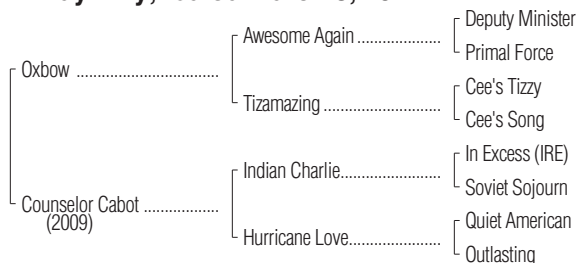 Deputy Minister
Awesome Again
Primal Force
Oxbow
Cee's Tizzy
Tizamazing
Cee's Song
In Excess (IRE)
Indian Charlie
Soviet Sojourn
Counselor Cabot
(2009)
Quiet American
Hurricane Love
Outlasting